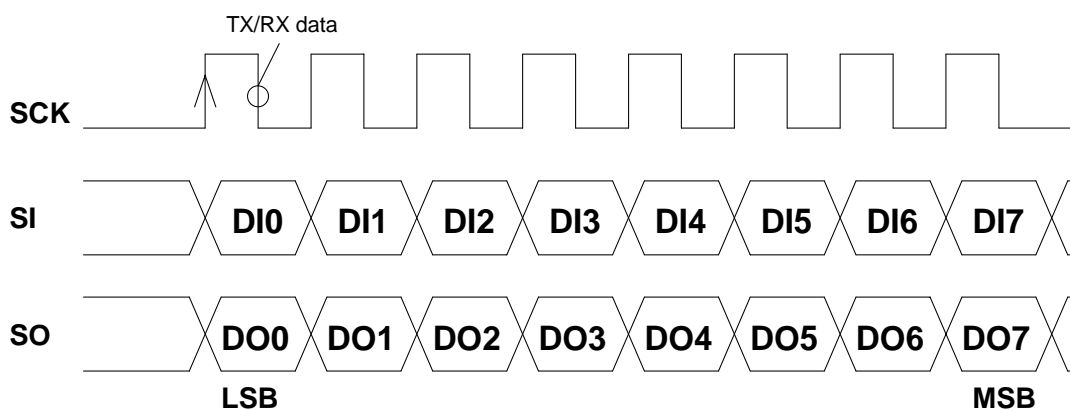 TX/RX data
SCK
SI DI0 DI1 DI2 DI3 DI4 DI5 DI6 DI7
SO DO0 DO1 DO2 DO3 DO4 DO5 DO6 DO7
LSB MSB